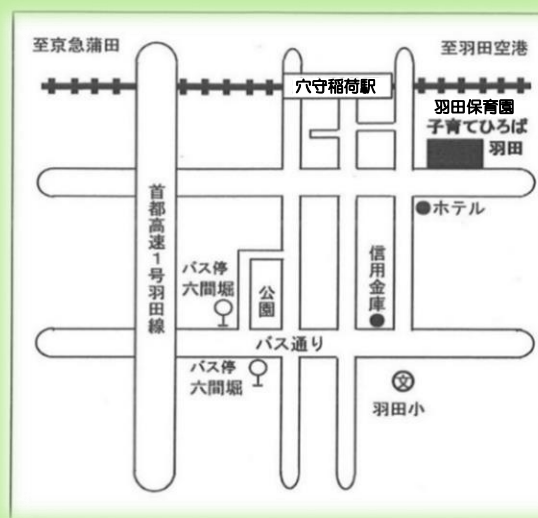 至京急蒲田
至羽田空港
穴守稲荷駅
羽田保育園
子育てひろば
羽田
ホテル
首都高速1号羽田線
バス停
六間堀
公園
信用金庫
バス通り
バス停
六間堀
文
羽田小